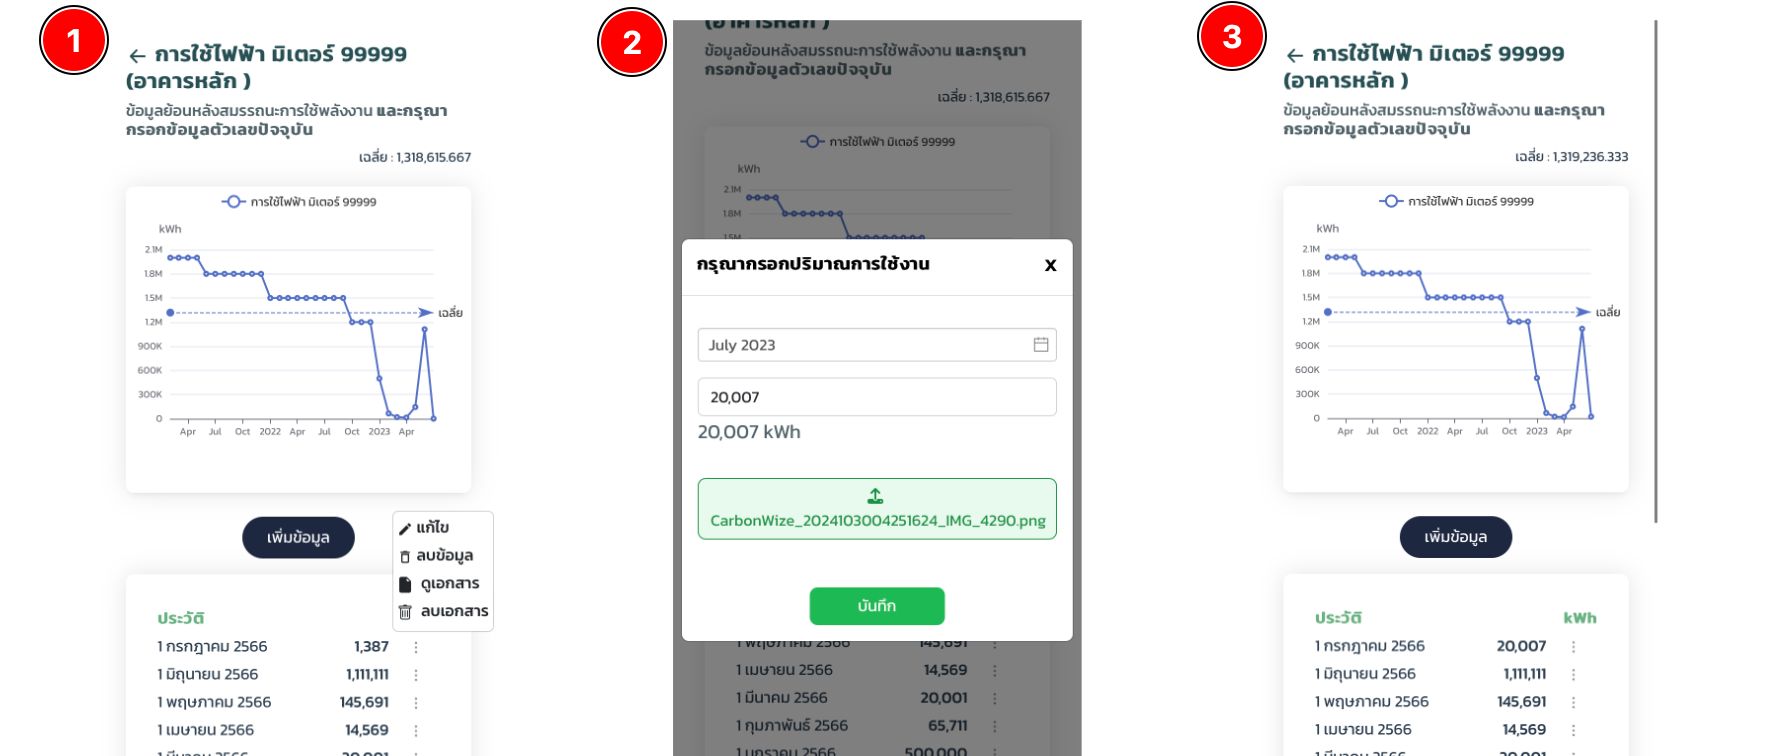 1
← การใช้ไฟฟ้า มิเตอร์ 99999
(อาคารหลัก )
ข้อมูลย้อนหลังสมรรถนะการใช้พลังงาน และกรุณา
กรอกข้อมูลตัวเลขปัจจุบัน
เฉลี่ย : 1,318,615.667
การใช้ไฟฟ้า มิเตอร์ 99999
kWh
2.1M
1.8M
1.5M
1.2M
900K
600K
300K
0
เฉลี่ย
Apr Jul Oct 2022 Apr Jul Oct 2023 Apr
เพิ่มข้อมูล
แก้ไข
ลบข้อมูล
ดูเอกสาร
ลบเอกสาร
ประวัติ
1 กรกฎาคม 2566 1,387
1 มิถุนายน 2566 1,111,111
1 พฤษภาคม 2566 145,691
1 เมษายน 2566 14,569
1 มีนาคม 2566 20,001
2
(อาคารหลัก )
ข้อมูลย้อนหลังสมรรถนะการใช้พลังงาน และกรุณา
กรอกข้อมูลตัวเลขปัจจุบัน
เฉลี่ย : 1,318,615.667
การใช้ไฟฟ้า มิเตอร์ 99999
kWh
2.1M
1.8M
1.5M
กรุณากรอกปริมาณการใช้งาน X
July 2023
20,007
20,007 kWh
CarbonWize_2024103004251624_IMG_4290.png
บันทึก
1 พฤษภาคม 2566 145,691
1 เมษายน 2566 14,569
1 มีนาคม 2566 20,001
1 กุมภาพันธ์ 2566 65,711
1 มกราคม 2566 500,000
3
← การใช้ไฟฟ้า มิเตอร์ 99999
(อาคารหลัก )
ข้อมูลย้อนหลังสมรรถนะการใช้พลังงาน และกรุณา
กรอกข้อมูลตัวเลขปัจจุบัน
เฉลี่ย : 1,319,236.333
การใช้ไฟฟ้า มิเตอร์ 99999
kWh
2.1M
1.8M
1.5M
1.2M
900K
600K
300K
0
เฉลี่ย
Apr Jul Oct 2022 Apr Jul Oct 2023 Apr
เพิ่มข้อมูล
ประวัติ kWh
1 กรกฎาคม 2566 20,007
1 มิถุนายน 2566 1,111,111
1 พฤษภาคม 2566 145,691
1 เมษายน 2566 14,569
1 มีนาคม 2566 20,001